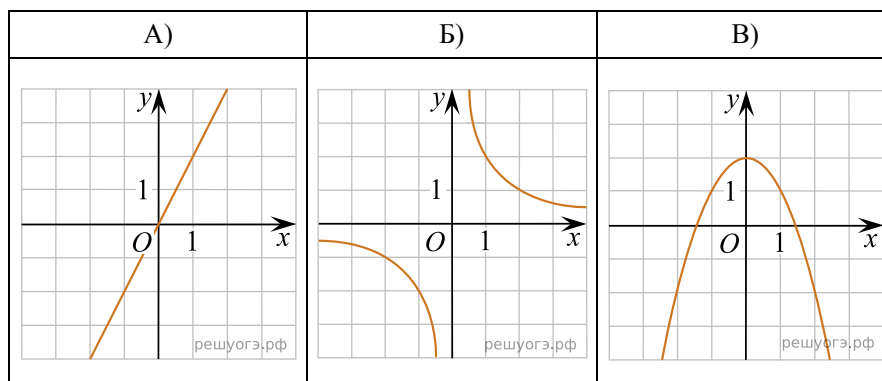 А) Б) В)
y y y
1 1 1
O 1 x O 1 x O 1 x
решуогэ.рф решуогэ.рф решуогэ.рф